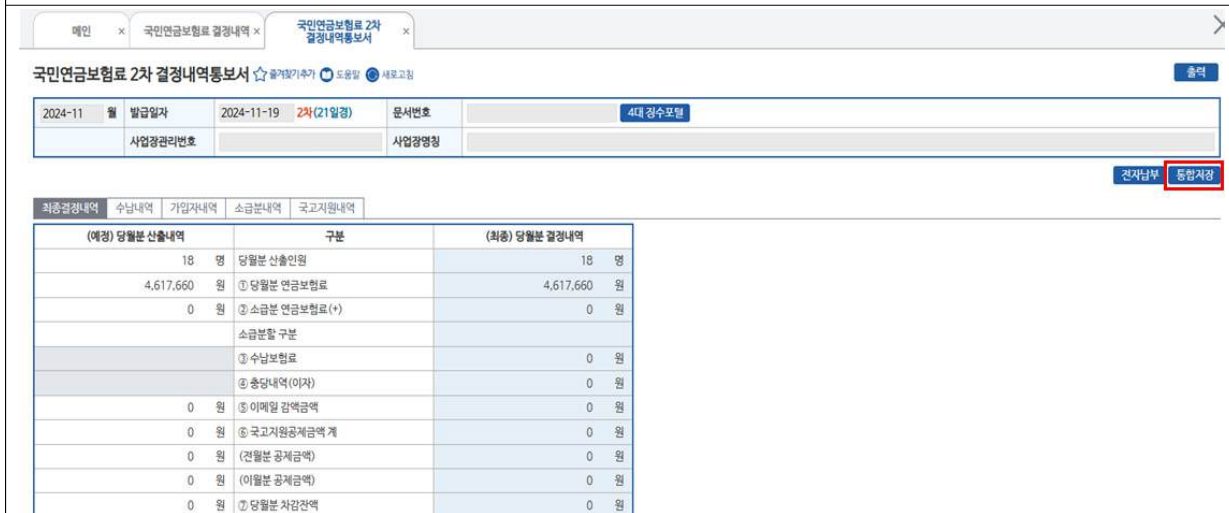 메인 × 국민연금보험료 결정내역 × 국민연금보험료 2차 결정내역통보서 ×
국민연금보험료 2차 결정내역통보서 즐겨찾기추가 도움말 새로고침 출력
2024-11 월 발급일자 2024-11-19 2차(21일경) 문서번호 4대 징수포털
사업장관리번호 사업장명칭
전자납부 통합저장
최종결정내역 수납내역 가입자내역 소급분내역 국고지원내역
(예정) 당월분 산출내역 구분 (최종) 당월분 결정내역
18 명 당월분 산출인원 18 명
4,617,660 원 ① 당월분 연금보험료 4,617,660 원
0 원 ② 소급분 연금보험료(+) 0 원
소급분할 구분
③ 수납보험료 0 원
④ 충당내역(이자) 0 원
0 원 ⑤ 이메일 감액금액 0 원
0 원 ⑥ 국고지원공제금액 계 0 원
0 원 (전월분 공제금액) 0 원
0 원 (이월분 공제금액) 0 원
0 원 ⑦ 당월분 차감잔액 0 원